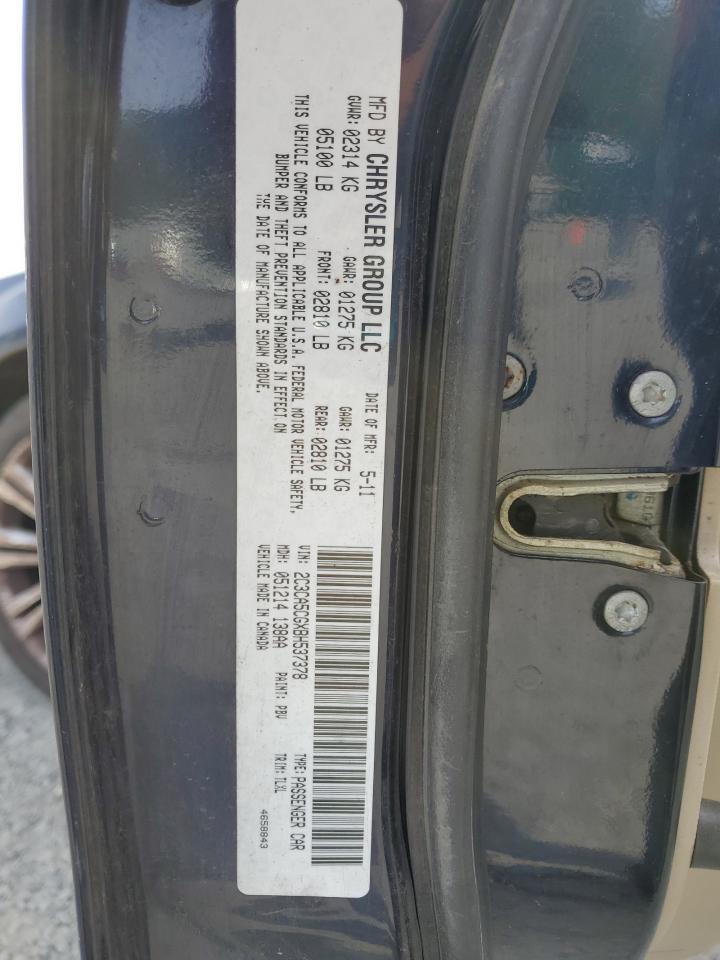 MFD BY CHRYSLER GROUP LLC
DATE OF MFR: 5-11
GVWR: 02314 KG GAWR: 01275 KG GAWR: 01275 KG
05100 LB FRONT: 02810 LB REAR: 02810 LB
THIS VEHICLE CONFORMS TO ALL APPLICABLE U.S.A. FEDERAL MOTOR VEHICLE SAFETY,
BUMPER AND THEFT PREVENTION STANDARDS IN EFFECT ON
THE DATE OF MANUFACTURE SHOWN ABOVE.
VIN: 2C3CA5CGXBH537378 TYPE: PASSENGER CAR
MDH: 051214 138AA PAINT: PBV TRIM: TLXL
VEHICLE MADE IN CANADA 4658843